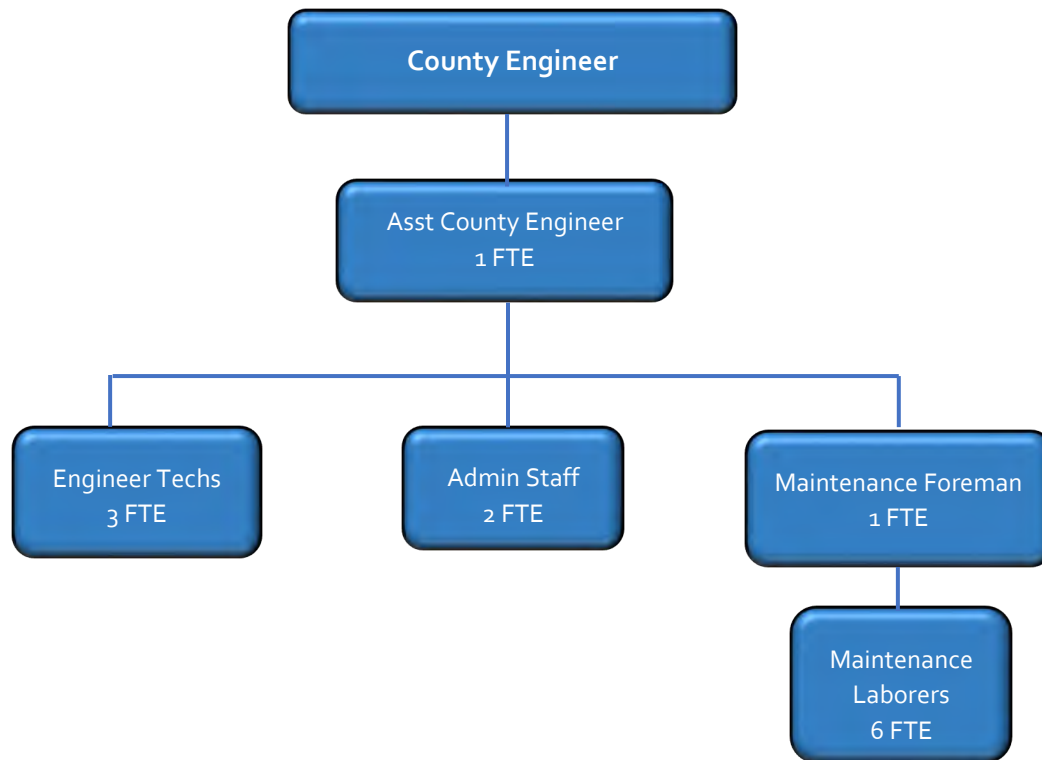 County Engineer
Asst County Engineer
1 FTE
Engineer Techs
3 FTE
Admin Staff
2 FTE
Maintenance Foreman
1 FTE
Maintenance
Laborers
6 FTE